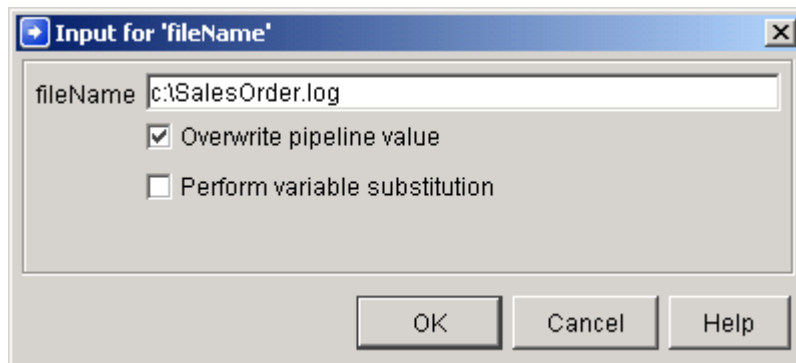 Input for 'fileName'
fileName c:\SalesOrder.log
Overwrite pipeline value
Perform variable substitution
OK Cancel Help